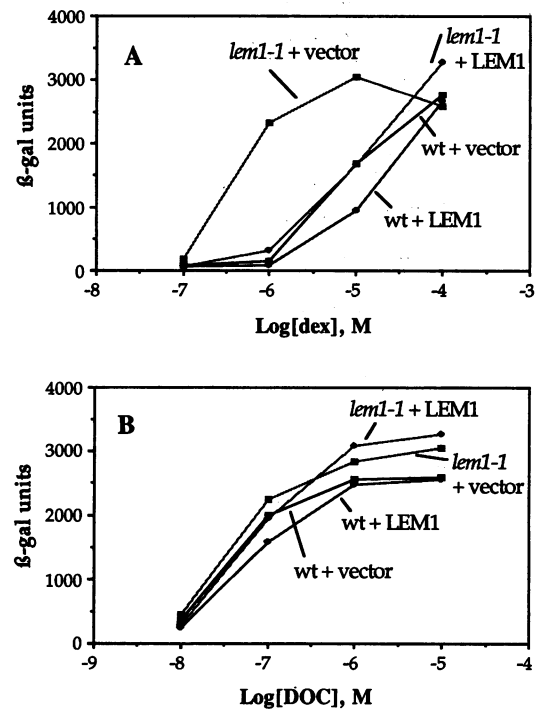 A
4000
3000
2000
1000
0
ß-gal units
lem1-1 + vector
lem1-1
+ LEM1
wt + vector
wt + LEM1
-8
-7
-6
-5
-4
-3
Log[dex], M
B
4000
3000
2000
1000
0
ß-gal units
lem1-1 + LEM1
lem1-1
+ vector
wt + LEM1
wt + vector
-9
-8
-7
-6
-5
-4
Log[DOC], M